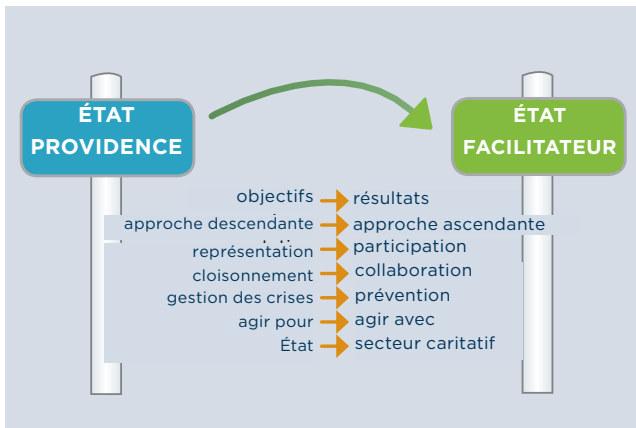 ÉTAT
PROVIDENCE
ÉTAT
FACILITATEUR
objectifs résultats
approche descendante approche ascendante
représentation participation
cloisonnement collaboration
gestion des crises prévention
agir pour agir avec
État secteur caritatif